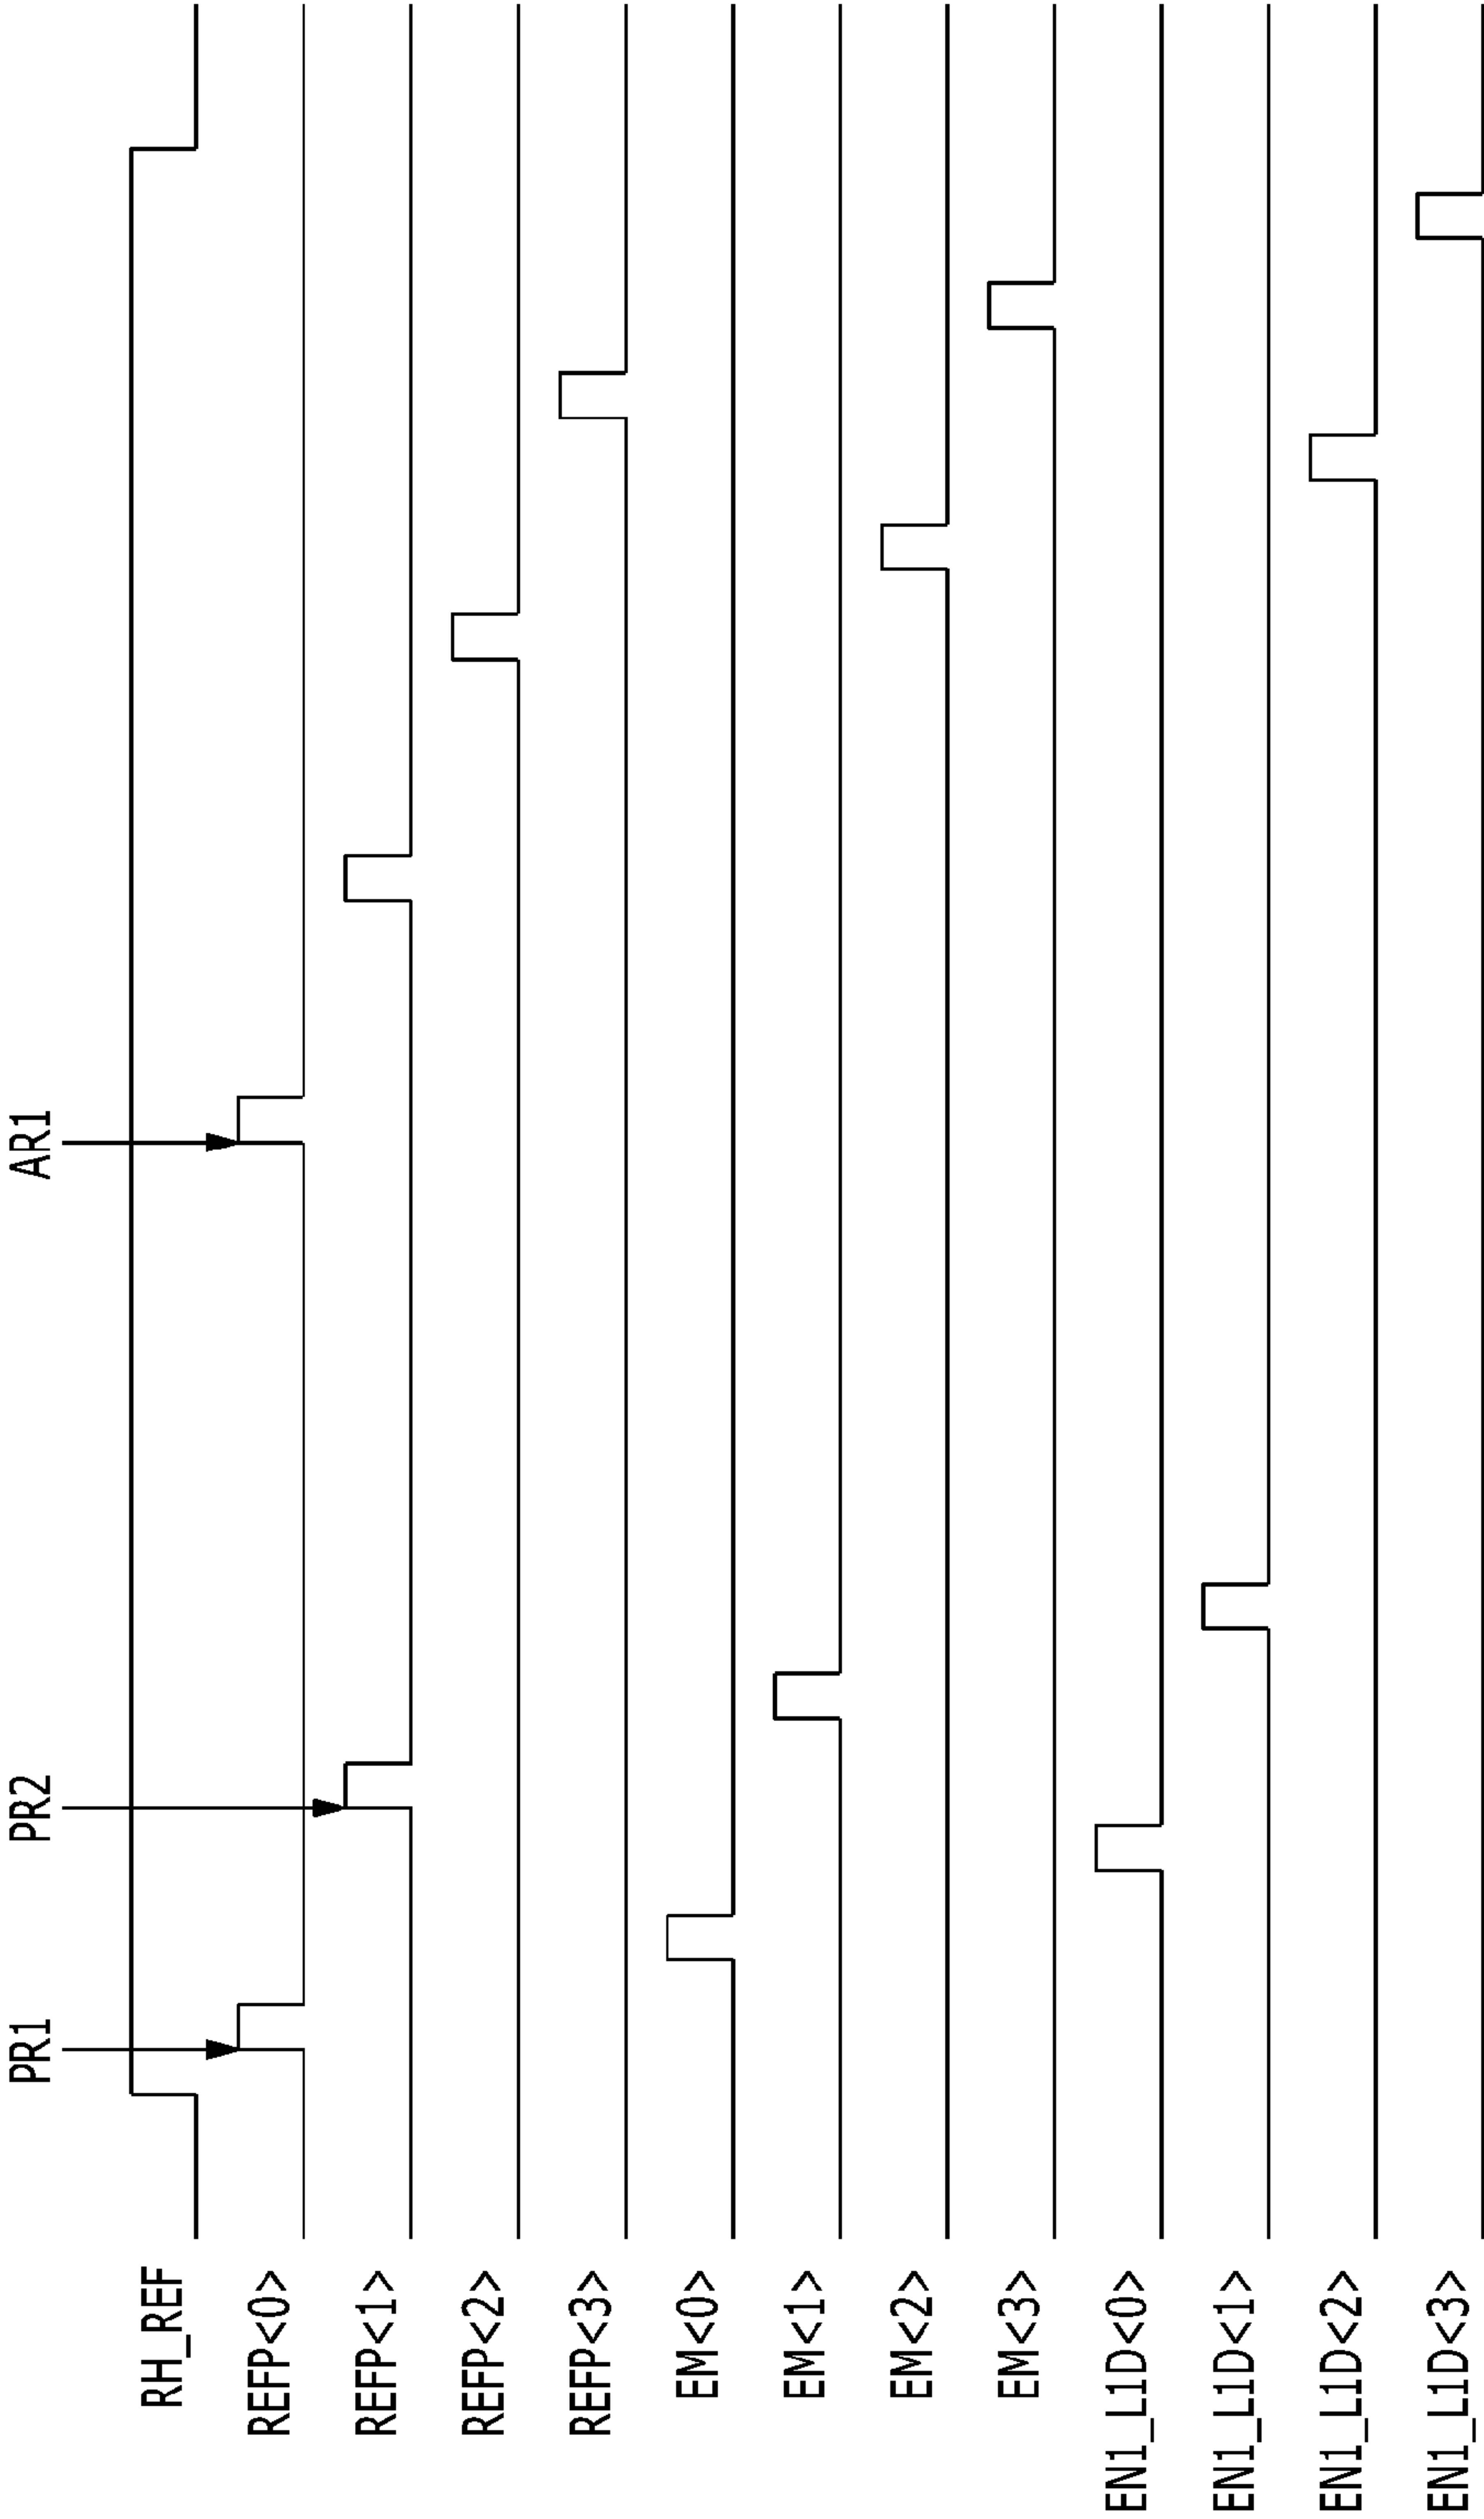 PR1
PR2
AR1
RH_REF
REFP<0>
REFP<1>
REFP<2>
REFP<3>
EM<0>
EM<1>
EM<2>
EM<3>
EN1_L1D<0>
EN1_L1D<1>
EN1_L1D<2>
EN1_L1D<3>